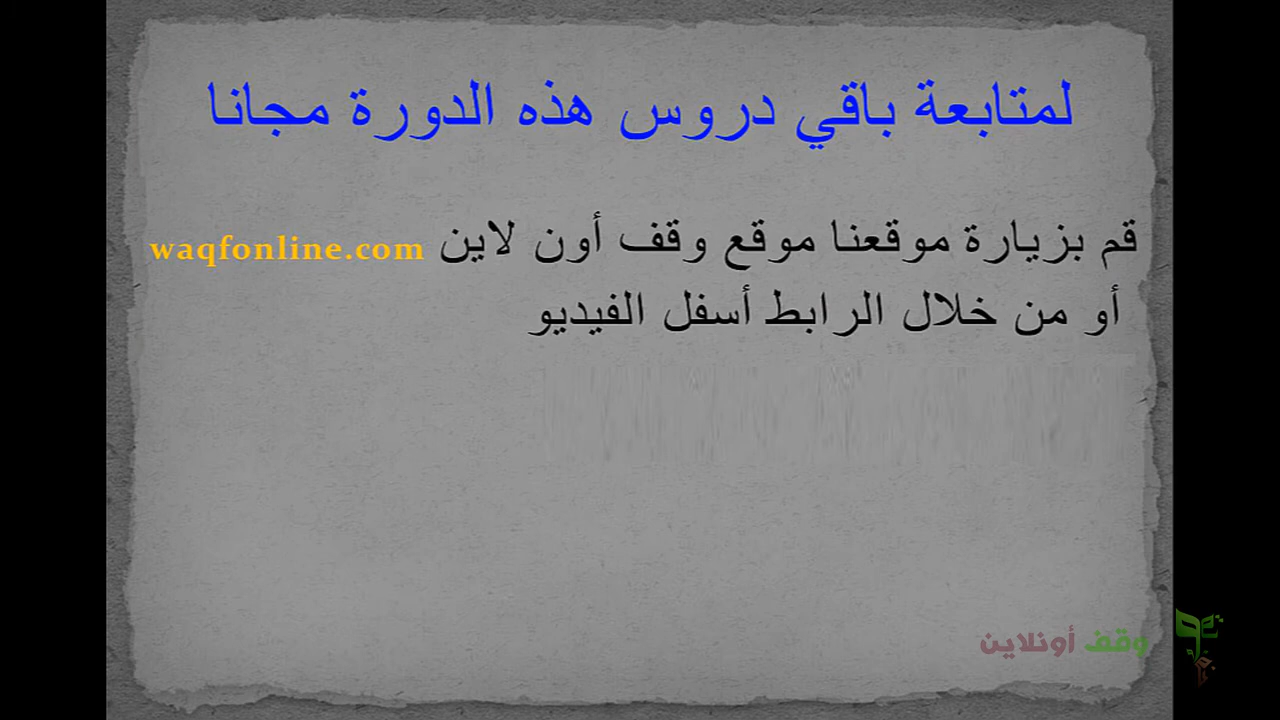 لمتابعة باقي دروس هذه الدورة مجانا
قم بزيارة موقعنا موقع وقف أون لاين waqfonline.com
أو من خلال الرابط أسفل الفيديو
وقف أونلاين